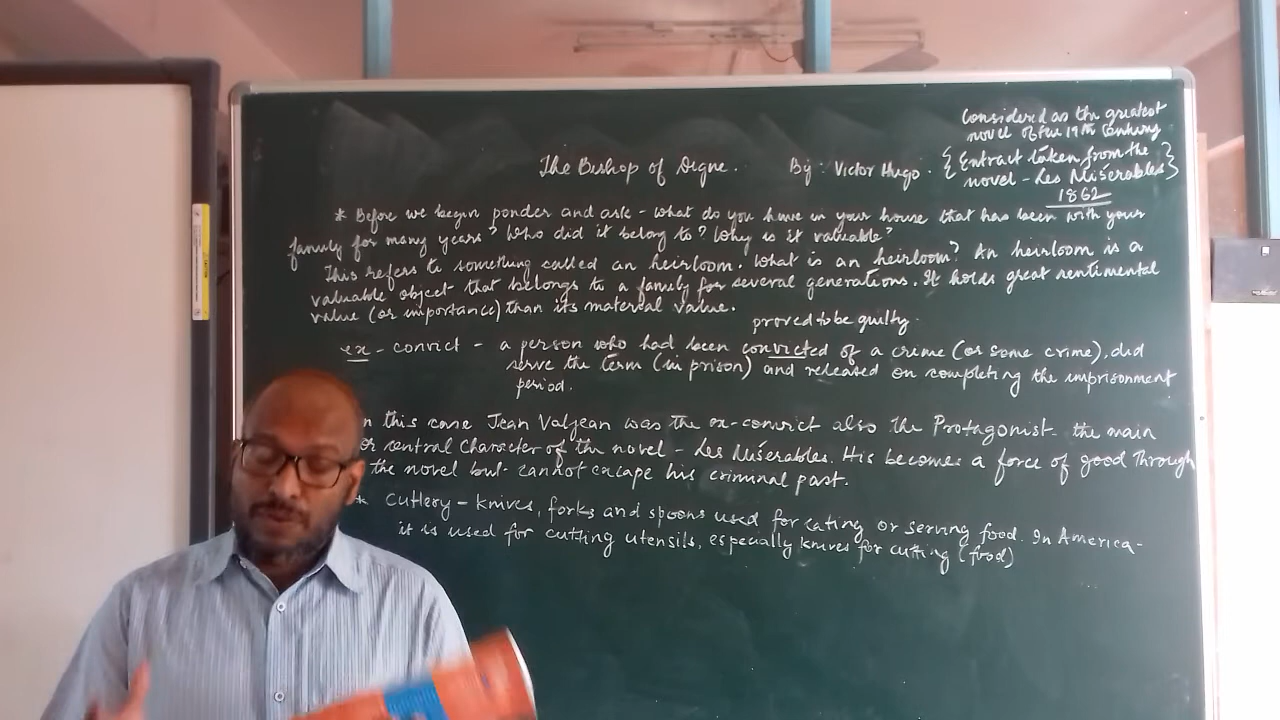 Considered as the greatest
novel of the 19th Century
The Bishop of Digne. By: Victor Hugo. {Extract taken from the
novel - Les Misérables}
1862
* Before we begin ponder and ask - what do you have in your house that has been with your
family for many years? Who did it belong to? Why is it valuable?
This refers to something called an heirloom. What is an heirloom? An heirloom is a
valuable object that belongs to a family for several generations. It holds great sentimental
value (or importance) than its material value.
proved to be guilty.
ex - convict - a person who had been convicted of a crime (or some crime), did
serve the term (in prison) and released on completing the imprisonment
period.
n this case Jean Valjean was the ex-convict also the Protagonist - the main
or central character of the novel - Les Misérables. His becomes a force of good through
the novel but cannot escape his criminal past.
* Cutlery - knives, forks and spoons used for eating or serving food. In America -
it is used for cutting utensils, especially knives for cutting (food)